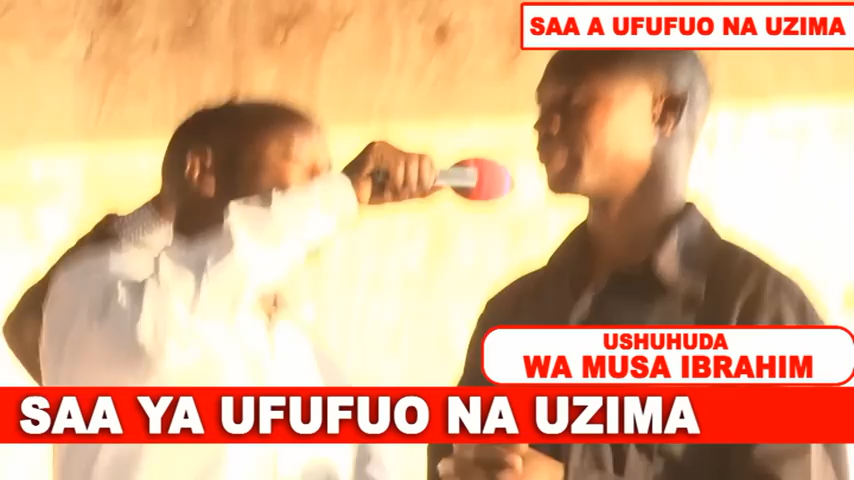 SAA A UFUFUO NA UZIMA
USHUHUDA
WA MUSA IBRAHIM
SAA YA UFUFUO NA UZIMA